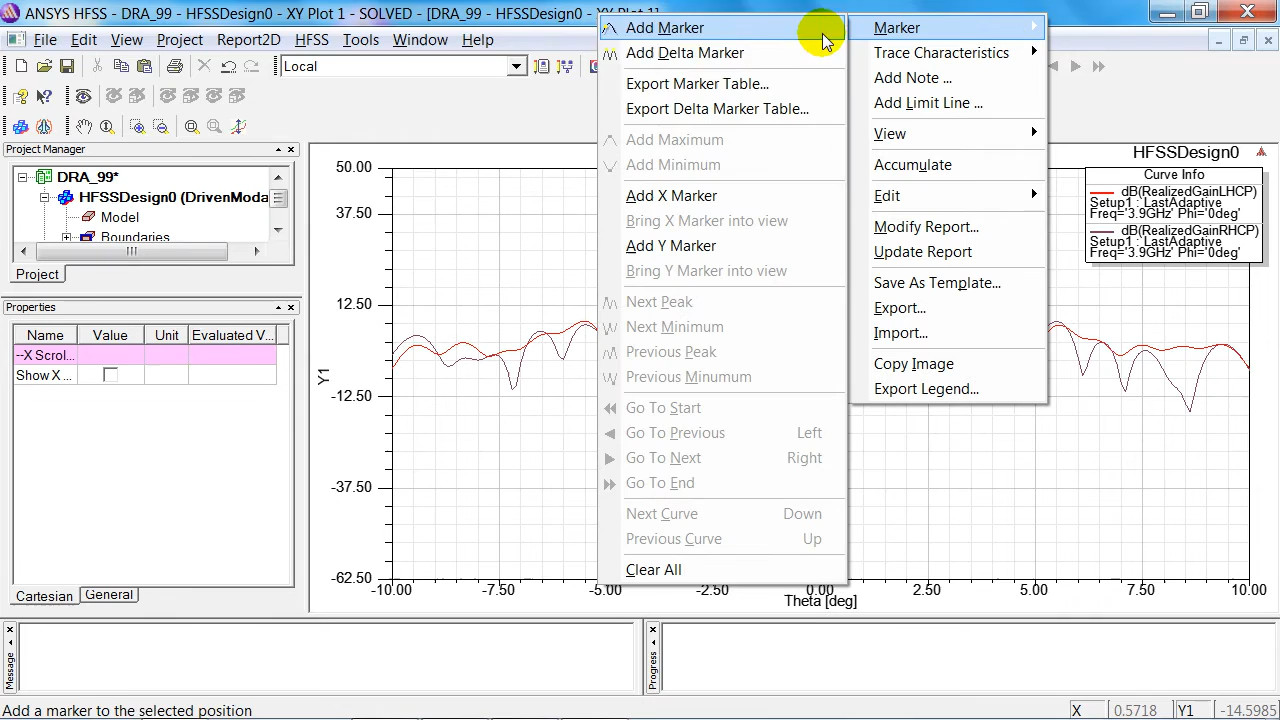 ANSYS HFSS - DRA_99 - HFSSDesign0 - XY Plot 1 - SOLVED - [DRA_99 - HFSSDesign0 - XY Plot 1]
File Edit View Project Report2D HFSS Tools Window Help
Local
Project Manager
DRA_99*
HFSSDesign0 (DrivenModa
Model
Boundaries
Project
Properties
Name Value Unit Evaluated V...
--X Scrol...
Show X ...
Cartesian General
Add Marker
Add Delta Marker
Export Marker Table...
Export Delta Marker Table...
Add Maximum
Add Minimum
Add X Marker
Bring X Marker into view
Add Y Marker
Bring Y Marker into view
Next Peak
Next Minimum
Previous Peak
Previous Minumum
Go To Start
Go To Previous Left
Go To Next Right
Go To End
Next Curve Down
Previous Curve Up
Clear All
Marker
Trace Characteristics
Add Note ...
Add Limit Line ...
View
Accumulate
Edit
Modify Report...
Update Report
Save As Template...
Export...
Import...
Copy Image
Export Legend...
HFSSDesign0
Curve Info
dB(RealizedGainLHCP)
Setup1 : LastAdaptive
Freq='3.9GHz' Phi='0deg'
dB(RealizedGainRHCP)
Setup1 : LastAdaptive
Freq='3.9GHz' Phi='0deg'
50.00
37.50
12.50
-12.50
-37.50
-62.50
Y1
-10.00 -7.50 -5.00 0.00 2.50 5.00 7.50 10.00
Theta [deg]
Message
Progress
Add a marker to the selected position
X 0.5718 Y1 -14.5985